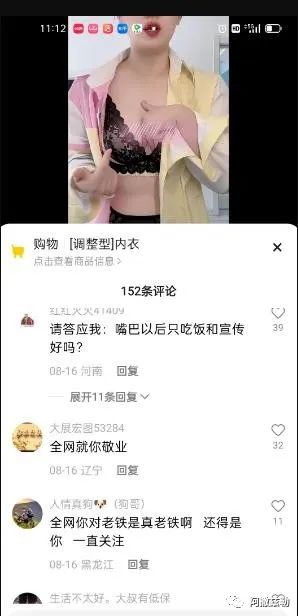 11:12
购物 [调整型]内衣
点击查看商品信息>
152条评论
红红火火41409
请答应我：嘴巴以后只吃饭和宣传
好吗？
39
08-16 河南 回复
展开11条回复
大展宏图53284
全网就你敬业
32
08-16 辽宁 回复
人情真狗🐶（狗哥）
全网你对老铁是真老铁啊 还得是
你 一直关注
11
08-16 黑龙江 回复
生活不太好。大叔有低保